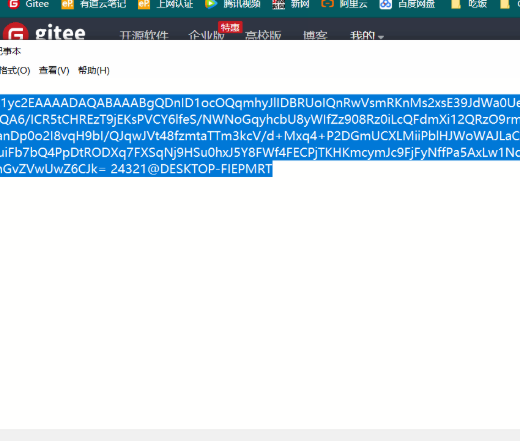 Gitee 有道云笔记 上网认证 腾讯视频 新网 阿里云 百度网盘 吃饭
gitee 开源软件 企业版 特惠 高校版 博客 我的
记事本
格式(O) 查看(V) 帮助(H)
1yc2EAAAADAQABAAABgQDnID1ocOQqmhyJlIDBRUolQnRwVsmRKnMs2xsE39JdWa0Ue
QA6/ICR5tCHREzT9jEKsPVCY6lfeS/NWNoGqyhcbU8yWIfZz908Rz0iLcQFdmXi12QRzO9rm
anDp0o2I8vqH9bI/QJqwJVt48fzmtaTTm3kcV/d+Mxq4+P2DGmUCXLMiiPblHJWoWAJLaC
uiFb7bQ4PpDtRODXq7FXSqNj9HSu0hxJ5Y8FWf4FECPjTKHKmcymJc9FjFyNffPa5AxLw1Nc
nGvZVwUwZ6CJk= 24321@DESKTOP-FIEPMRT